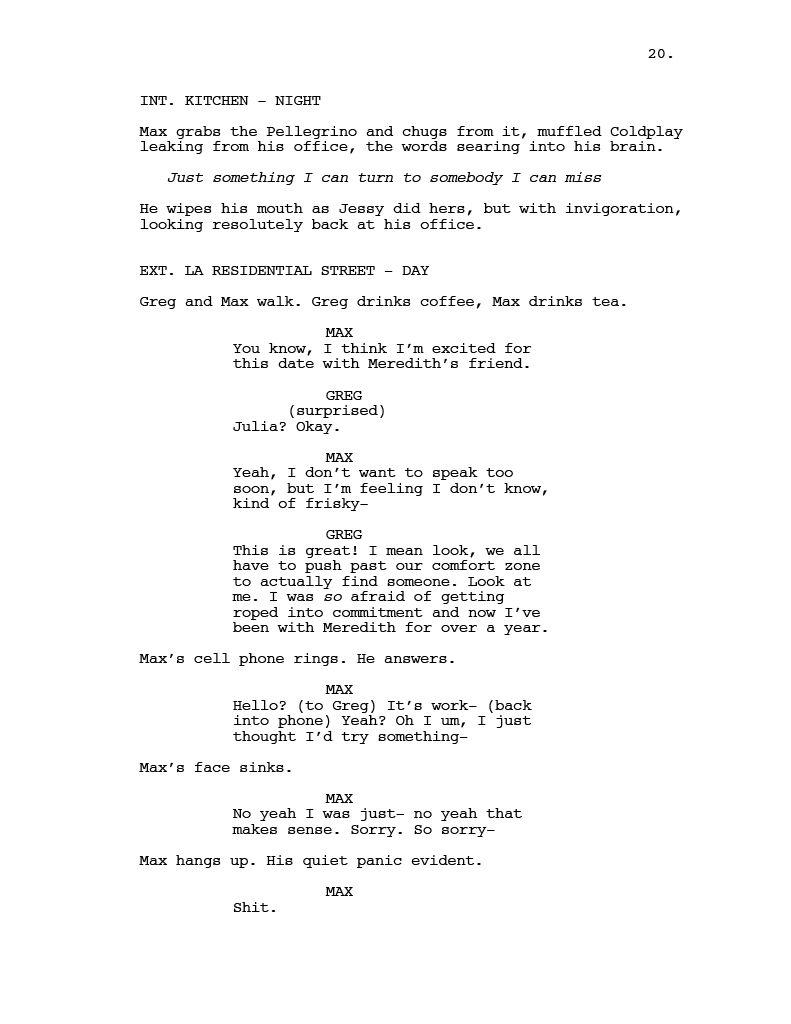 20.
INT. KITCHEN – NIGHT
Max grabs the Pellegrino and chugs from it, muffled Coldplay
leaking from his office, the words searing into his brain.
Just something I can turn to somebody I can miss
He wipes his mouth as Jessy did hers, but with invigoration,
looking resolutely back at his office.
EXT. LA RESIDENTIAL STREET – DAY
Greg and Max walk. Greg drinks coffee, Max drinks tea.
MAX
You know, I think I’m excited for
this date with Meredith’s friend.
GREG
(surprised)
Julia? Okay.
MAX
Yeah, I don’t want to speak too
soon, but I’m feeling I don’t know,
kind of frisky–
GREG
This is great! I mean look, we all
have to push past our comfort zone
to actually find someone. Look at
me. I was so afraid of getting
roped into commitment and now I’ve
been with Meredith for over a year.
Max’s cell phone rings. He answers.
MAX
Hello? (to Greg) It’s work– (back
into phone) Yeah? Oh I um, I just
thought I’d try something–
Max’s face sinks.
MAX
No yeah I was just– no yeah that
makes sense. Sorry. So sorry–
Max hangs up. His quiet panic evident.
MAX
Shit.